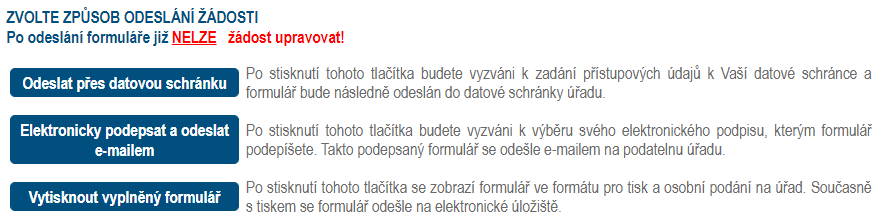 ZVOLTE ZPŮSOB ODESLÁNÍ ŽÁDOSTI
Po odeslání formuláře již NELZE žádost upravovat!
Odeslat přes datovou schránku
Po stisknutí tohoto tlačítka budete vyzváni k zadání přístupových údajů k Vaší datové schránce a
formulář bude následně odeslán do datové schránky úřadu.
Elektronicky podepsat a odeslat
e-mailem
Po stisknutí tohoto tlačítka budete vyzváni k výběru svého elektronického podpisu, kterým formulář
podepíšete. Takto podepsaný formulář se odešle e-mailem na podatelnu úřadu.
Vytisknout vyplněný formulář
Po stisknutí tohoto tlačítka se zobrazí formulář ve formátu pro tisk a osobní podání na úřad. Současně
s tiskem se formulář odešle na elektronické úložiště.